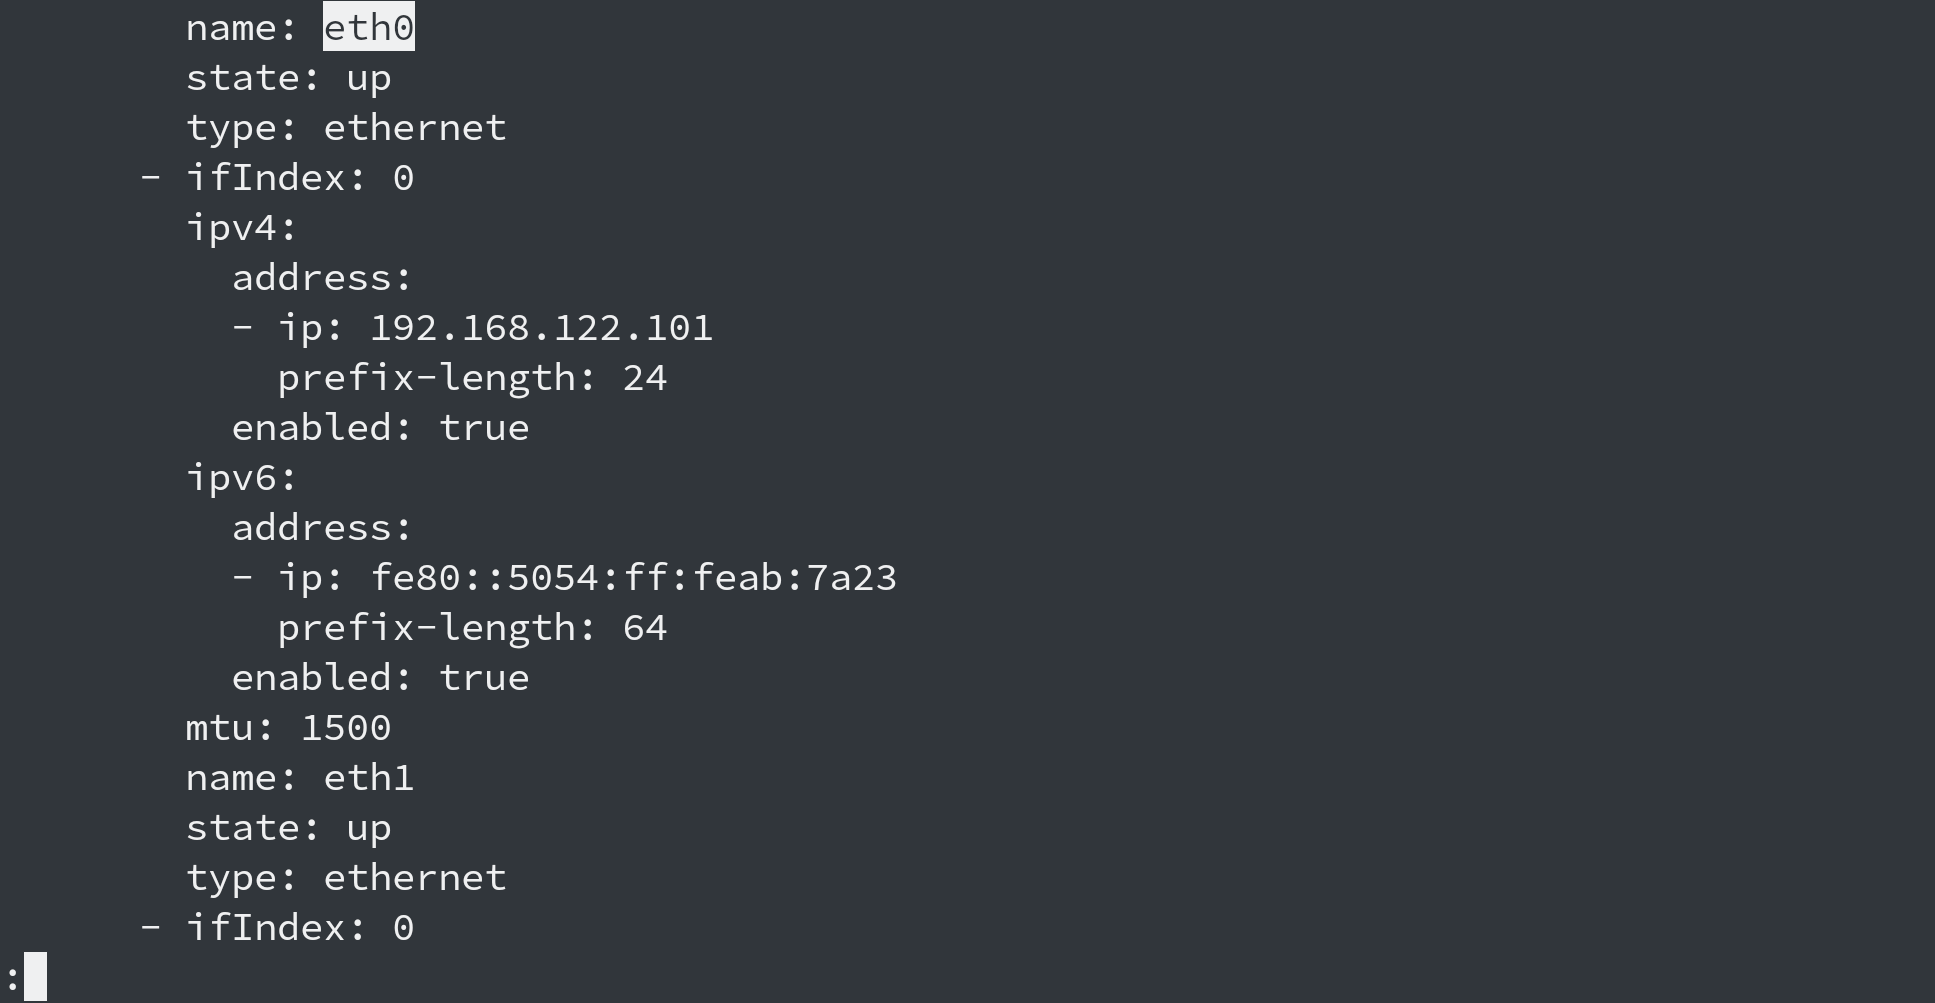 name: eth0
state: up
type: ethernet
- ifIndex: 0
ipv4:
address:
- ip: 192.168.122.101
prefix-length: 24
enabled: true
ipv6:
address:
- ip: fe80::5054:ff:feab:7a23
prefix-length: 64
enabled: true
mtu: 1500
name: eth1
state: up
type: ethernet
- ifIndex: 0
: